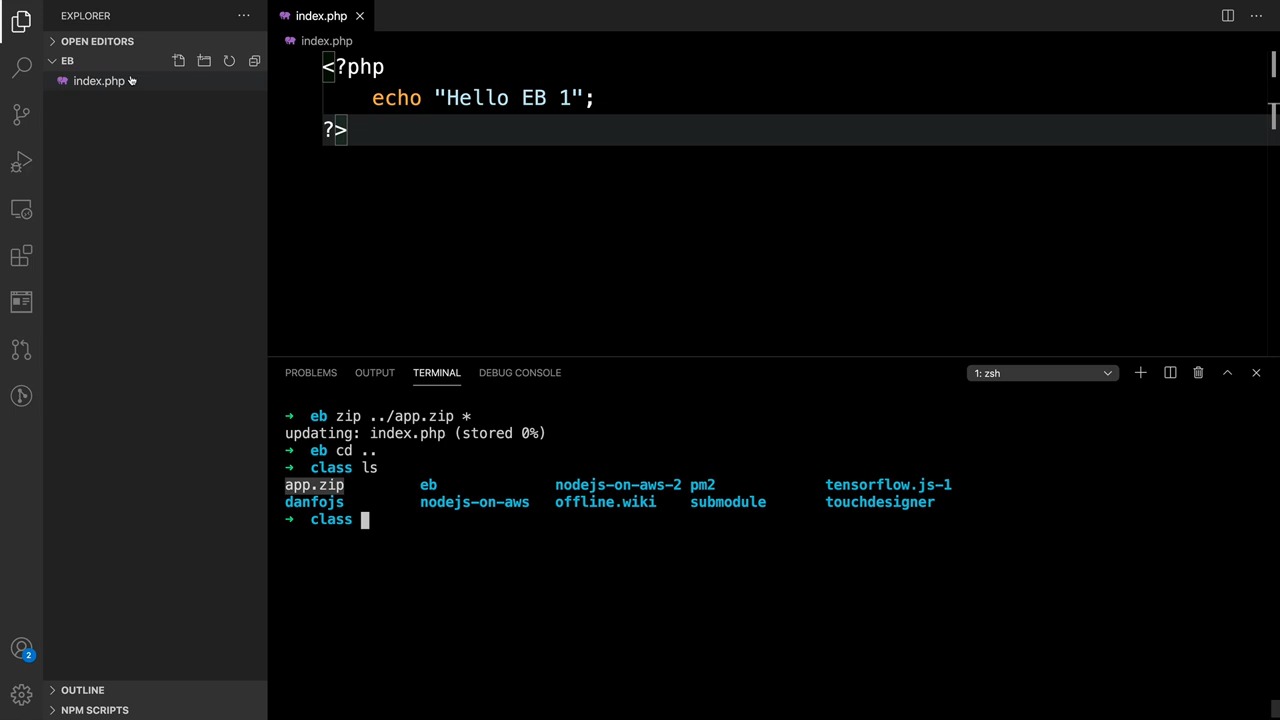 EXPLORER
OPEN EDITORS
EB
index.php
index.php
index.php
<?php
echo "Hello EB 1";
?>
PROBLEMS OUTPUT TERMINAL DEBUG CONSOLE 1: zsh
➜ eb zip ../app.zip *
updating: index.php (stored 0%)
➜ eb cd ..
➜ class ls
app.zip eb nodejs-on-aws-2 pm2 tensorflow.js-1
danfojs nodejs-on-aws offline.wiki submodule touchdesigner
➜ class
2
OUTLINE
NPM SCRIPTS